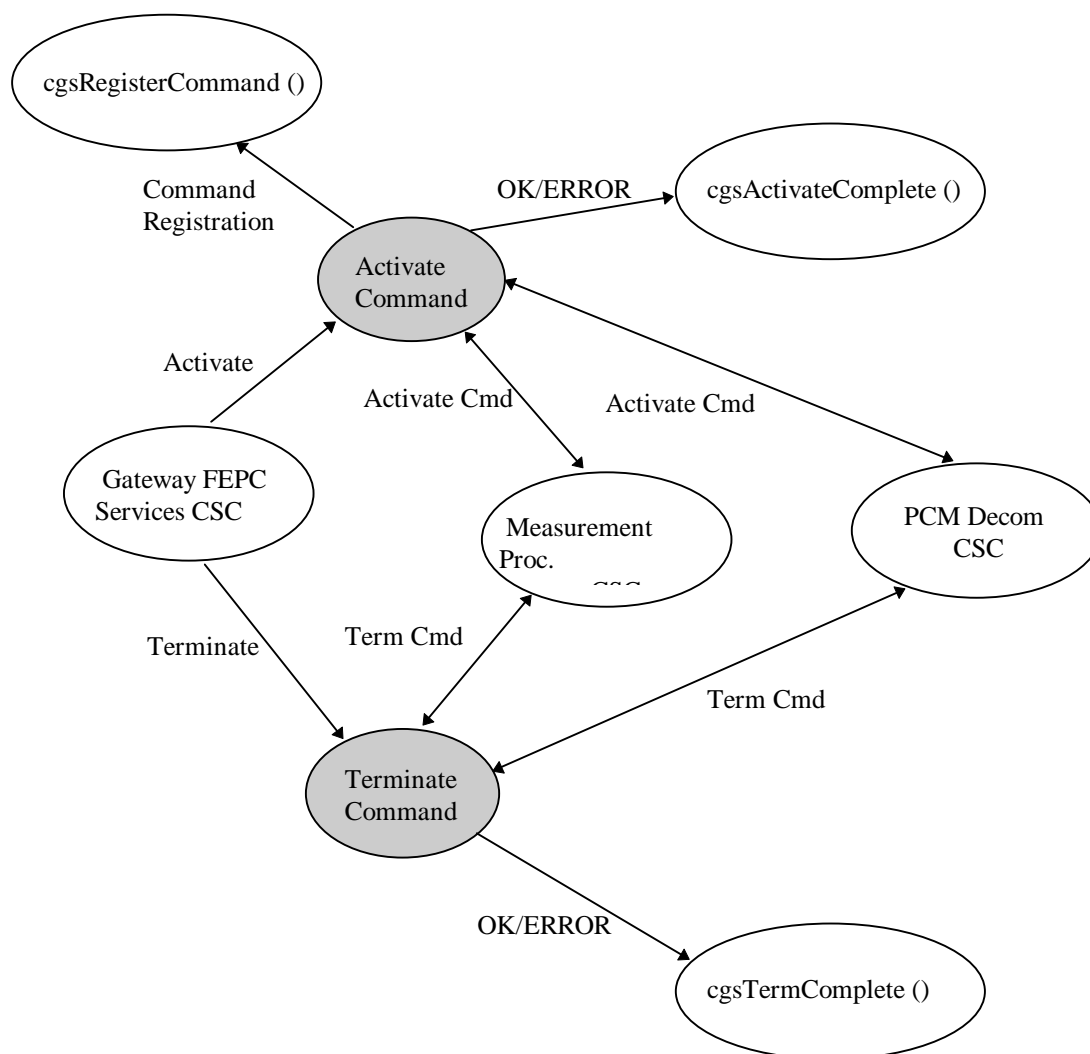 cgsRegisterCommand ()
Command
Registration
OK/ERROR
cgsActivateComplete ()
Activate
Command
Activate
Activate Cmd
Activate Cmd
Gateway FEPC
Services CSC
Measurement
Proc.
CSC
PCM Decom
CSC
Terminate
Term Cmd
Term Cmd
Terminate
Command
OK/ERROR
cgsTermComplete ()